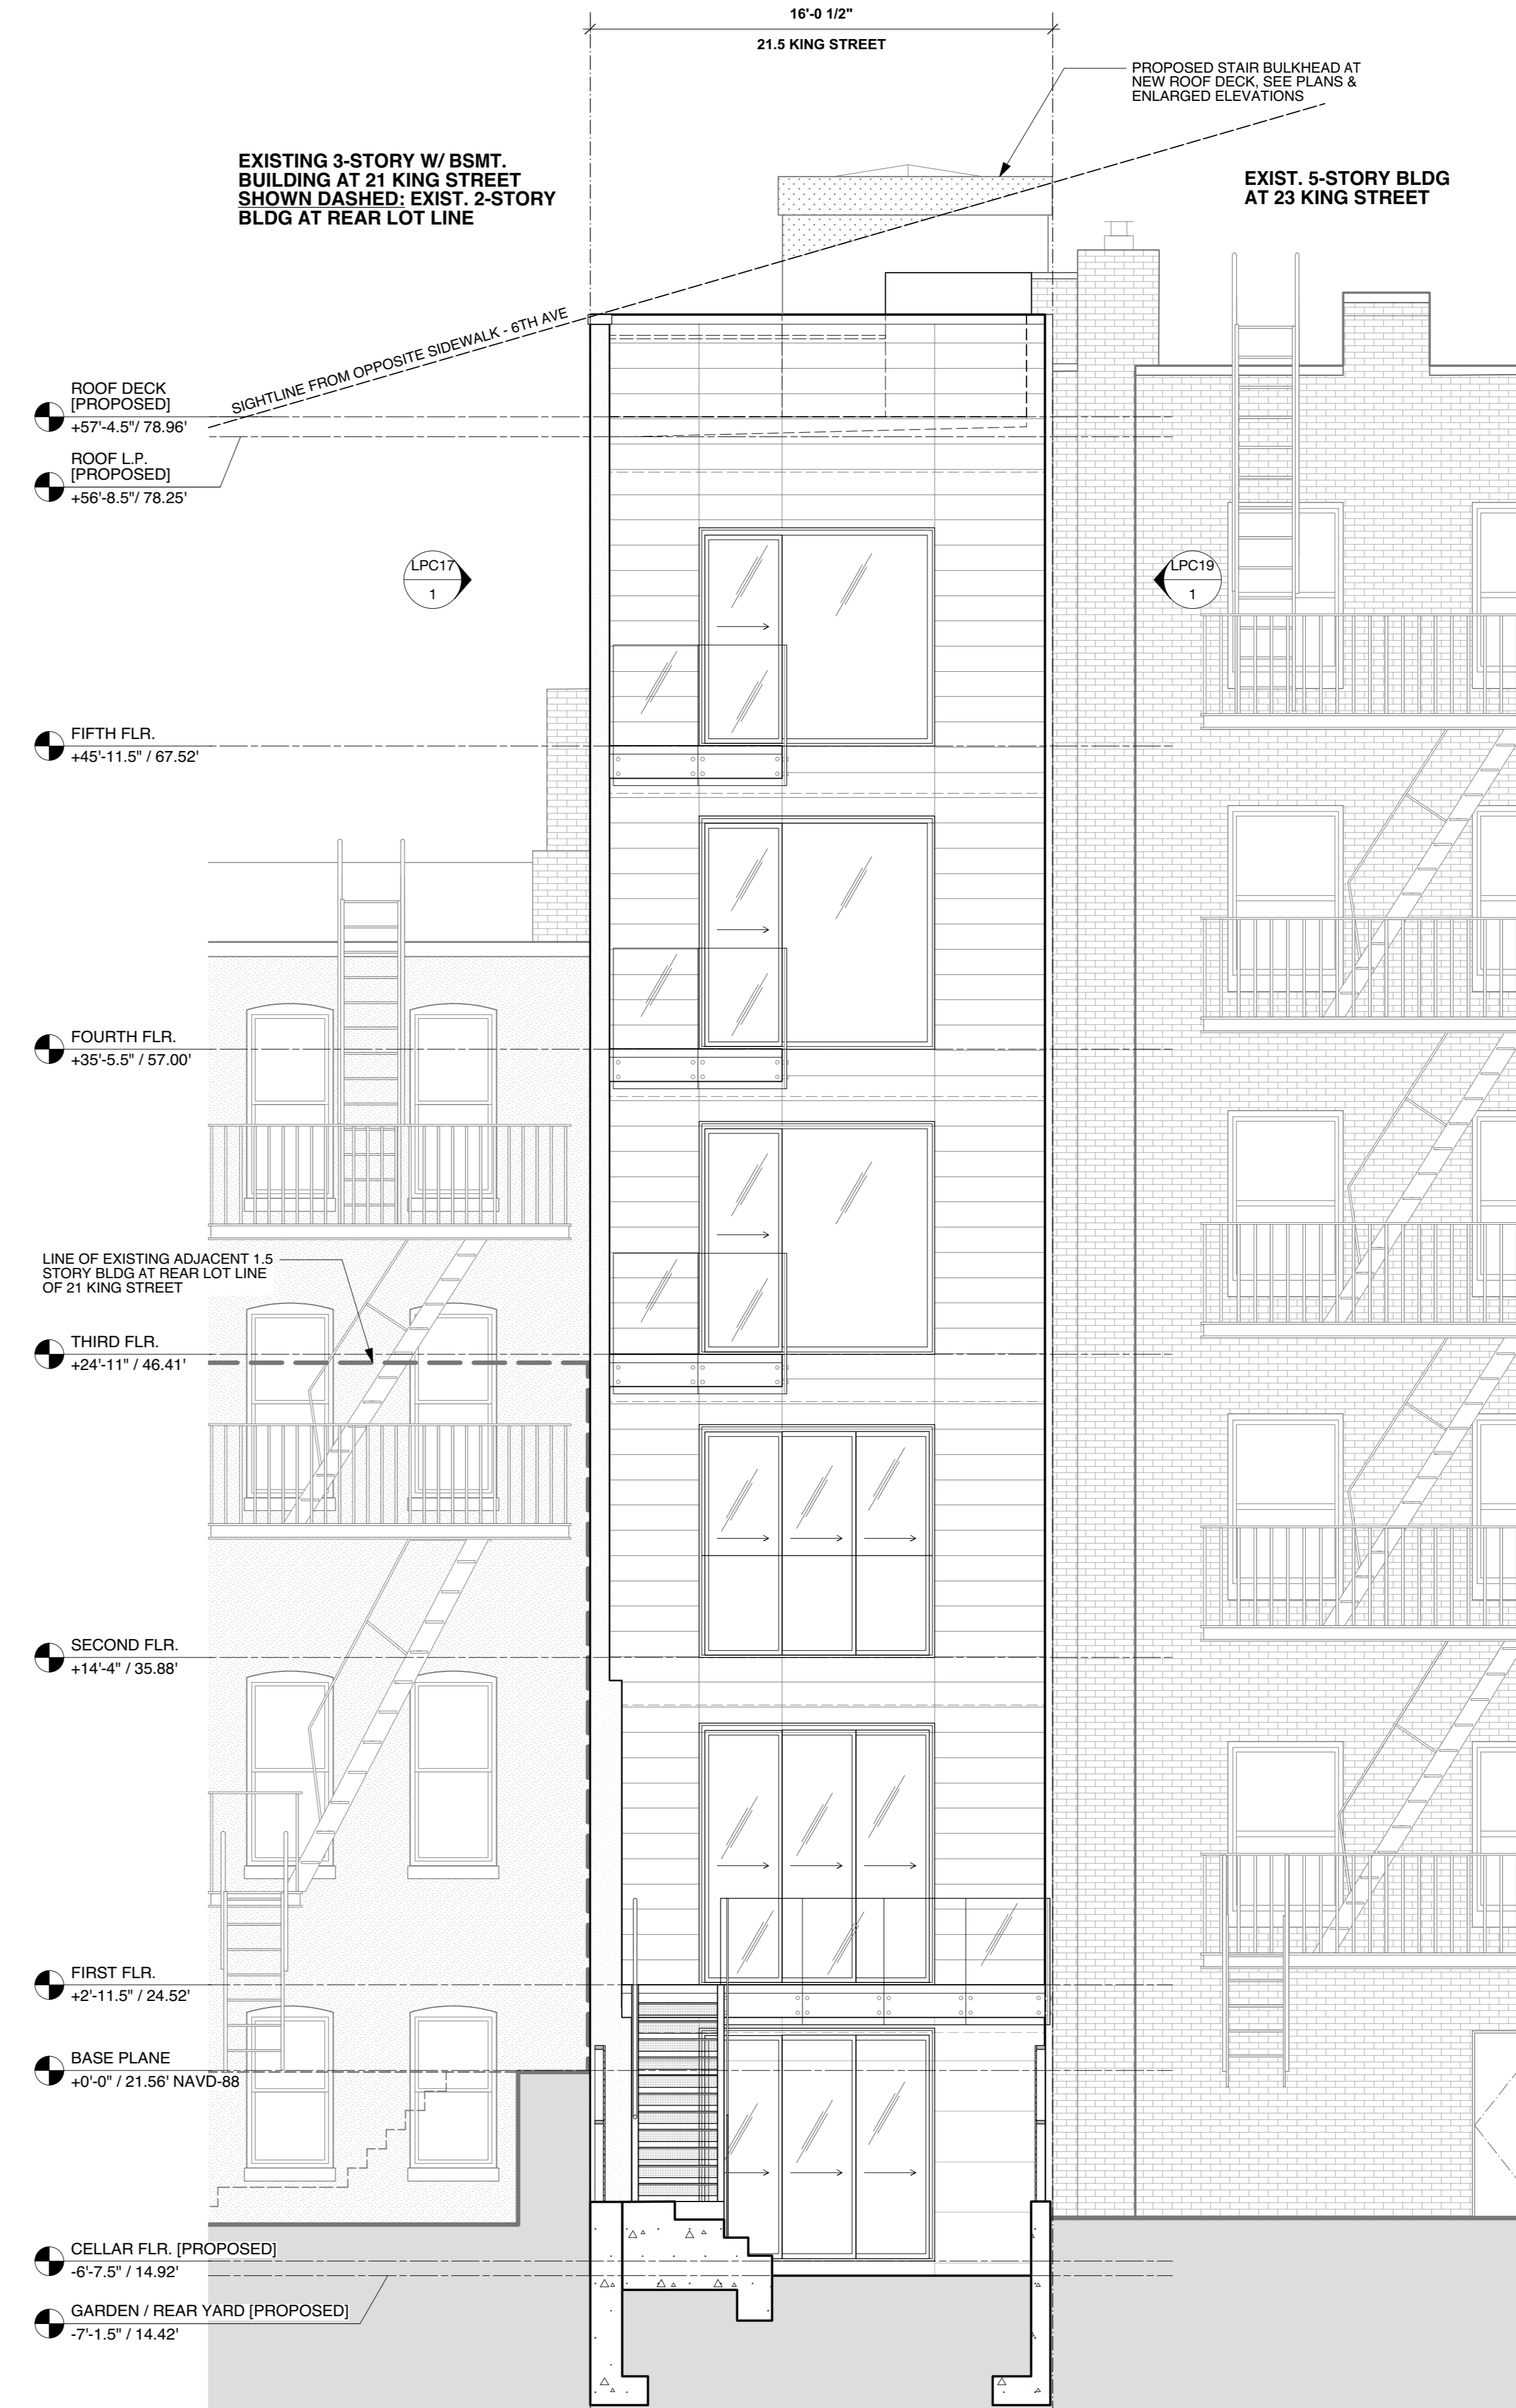 16'-0 1/2"
21.5 KING STREET
PROPOSED STAIR BULKHEAD AT
NEW ROOF DECK, SEE PLANS &
ENLARGED ELEVATIONS
EXISTING 3-STORY W/ BSMT.
BUILDING AT 21 KING STREET
SHOWN DASHED: EXIST. 2-STORY
BLDG AT REAR LOT LINE
EXIST. 5-STORY BLDG
AT 23 KING STREET
SIGHTLINE FROM OPPOSITE SIDEWALK - 6TH AVE
ROOF DECK
[PROPOSED]
+57'-4.5"/ 78.96'
ROOF L.P.
[PROPOSED]
+56'-8.5"/ 78.25'
LPC17
1
LPC19
1
FIFTH FLR.
+45'-11.5" / 67.52'
FOURTH FLR.
+35'-5.5" / 57.00'
LINE OF EXISTING ADJACENT 1.5
STORY BLDG AT REAR LOT LINE
OF 21 KING STREET
THIRD FLR.
+24'-11" / 46.41'
SECOND FLR.
+14'-4" / 35.88'
FIRST FLR.
+2'-11.5" / 24.52'
BASE PLANE
+0'-0" / 21.56' NAVD-88
CELLAR FLR. [PROPOSED]
-6'-7.5" / 14.92'
GARDEN / REAR YARD [PROPOSED]
-7'-1.5" / 14.42'